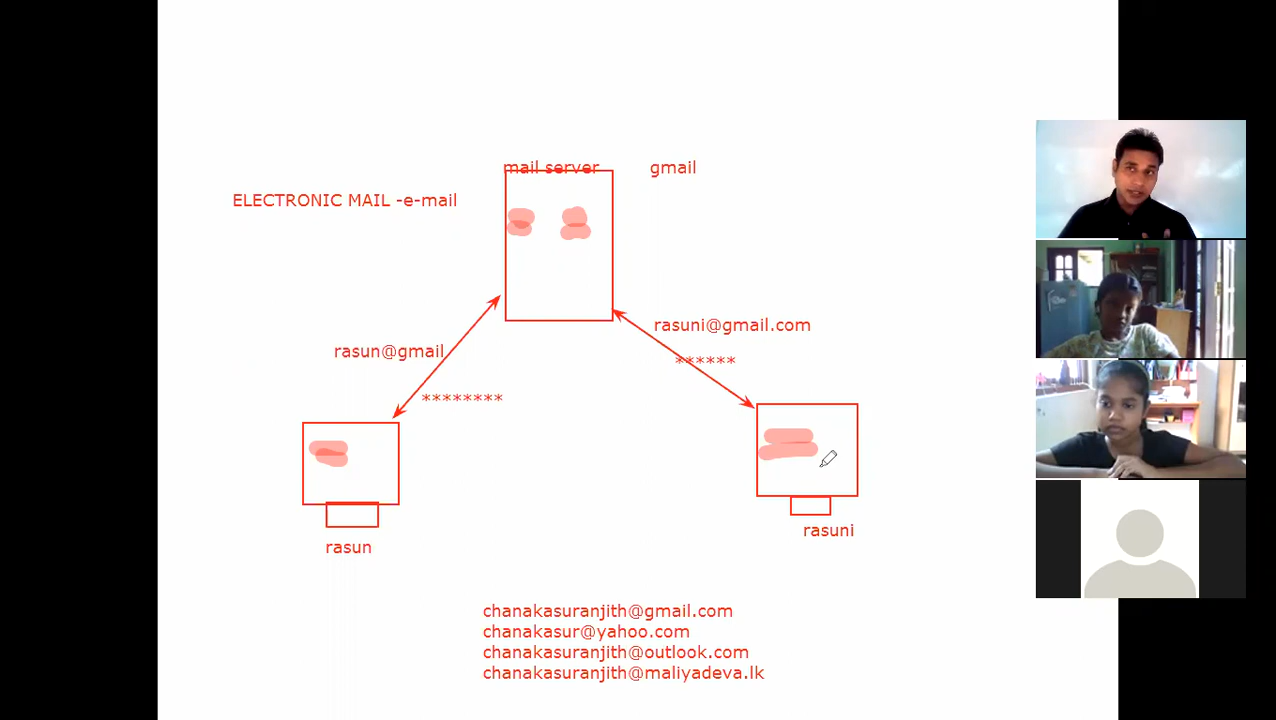 mail server
gmail
ELECTRONIC MAIL -e-mail
rasuni@gmail.com
******
rasun@gmail
********
rasun
rasuni
chanakasuranjith@gmail.com
chanakasur@yahoo.com
chanakasuranjith@outlook.com
chanakasuranjith@maliyadeva.lk